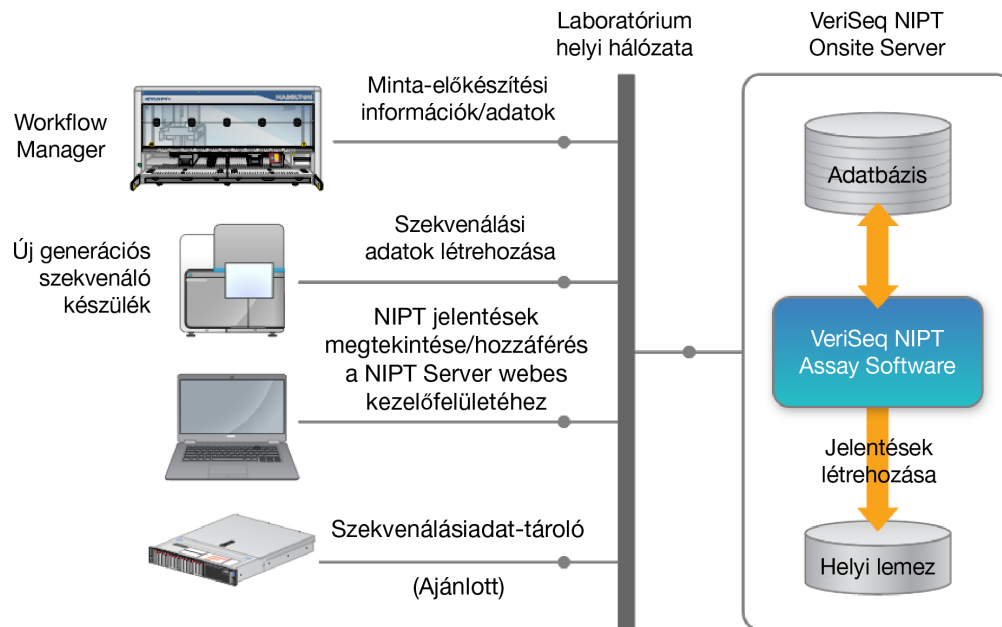 Laboratórium
helyi hálózata
VeriSeq NIPT
Onsite Server
Workflow
Manager
HAMILTON
Minta-előkészítési
információk/adatok
Új generációs
szekvenáló
készülék
Szekvenálási
adatok létrehozása
NIPT jelentések
megtekintése/hozzáférés
a NIPT Server webes
kezelőfelületéhez
Szekvenálásiadat-tároló
(Ajánlott)
Adatbázis
VeriSeq NIPT
Assay Software
Jelentések
létrehozása
Helyi lemez